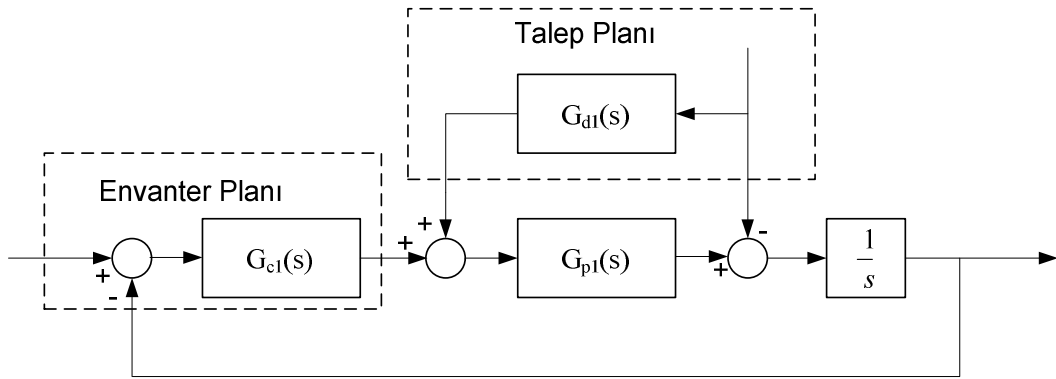 Talep Planı
G_d1(s)
Envanter Planı
+
+
-
G_c1(s)
G_p1(s)
1/s
+
-
+